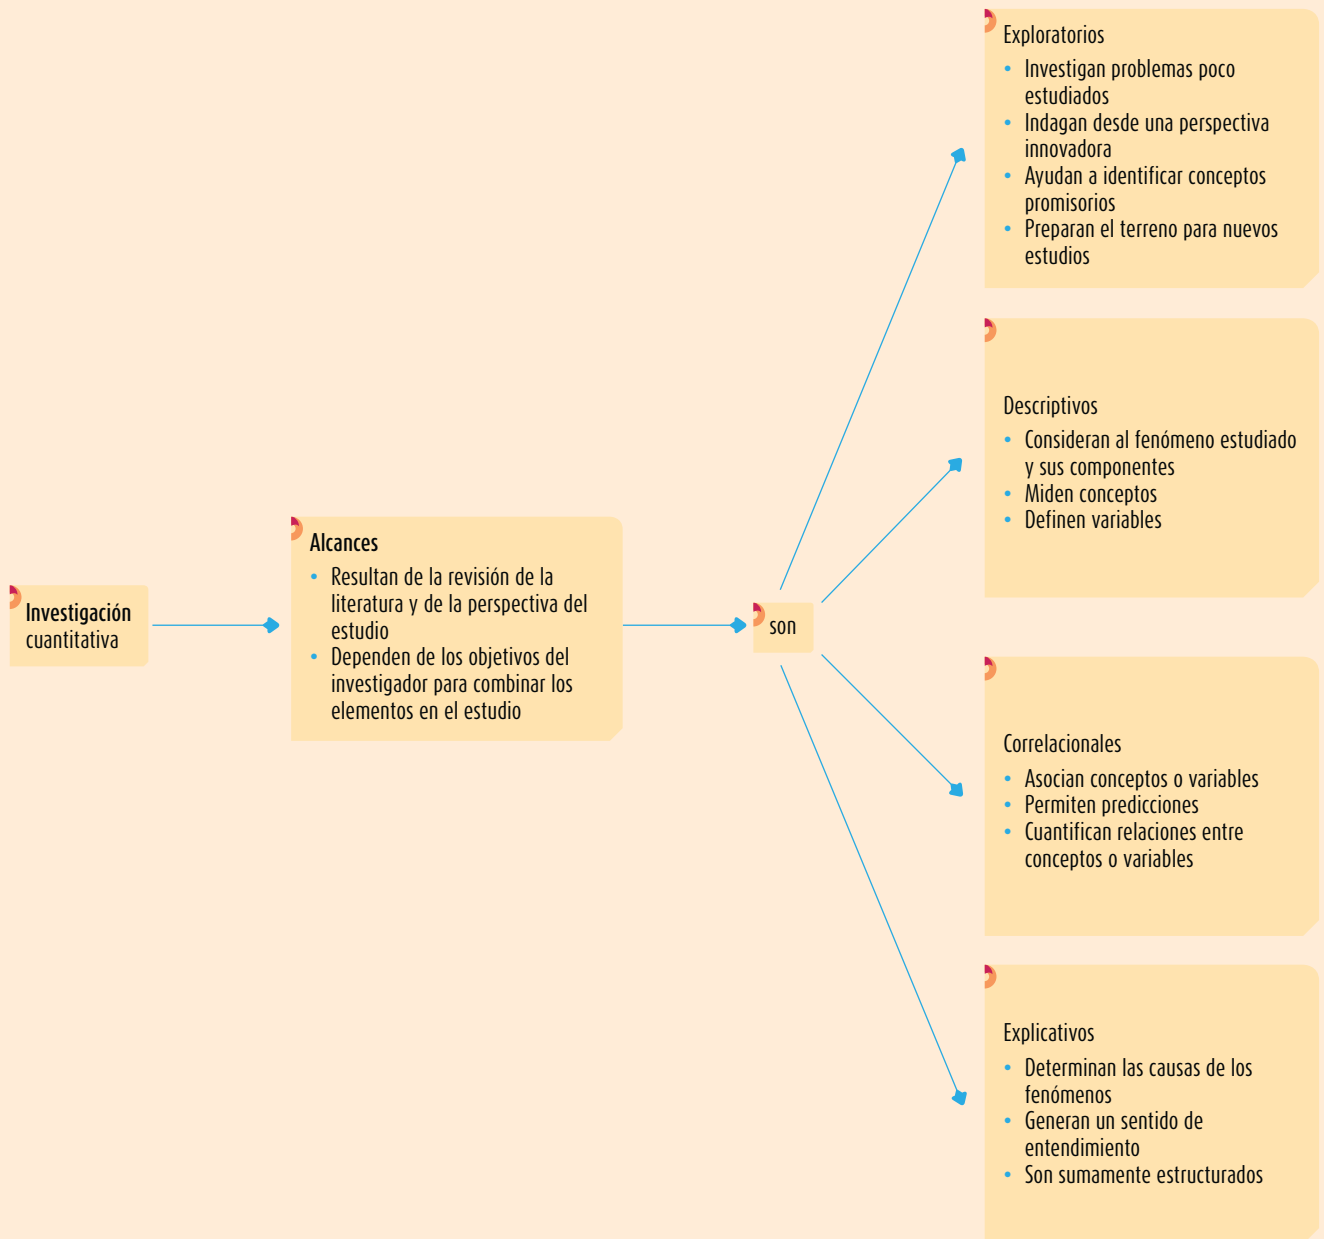 Investigación
cuantitativa
Alcances
• Resultan de la revisión de la
literatura y de la perspectiva del
estudio
• Dependen de los objetivos del
investigador para combinar los
elementos en el estudio
son
Exploratorios
• Investigan problemas poco
estudiados
• Indagan desde una perspectiva
innovadora
• Ayudan a identificar conceptos
promisorios
• Preparan el terreno para nuevos
estudios
Descriptivos
• Consideran al fenómeno estudiado
y sus componentes
• Miden conceptos
• Definen variables
Correlacionales
• Asocian conceptos o variables
• Permiten predicciones
• Cuantifican relaciones entre
conceptos o variables
Explicativos
• Determinan las causas de los
fenómenos
• Generan un sentido de
entendimiento
• Son sumamente estructurados